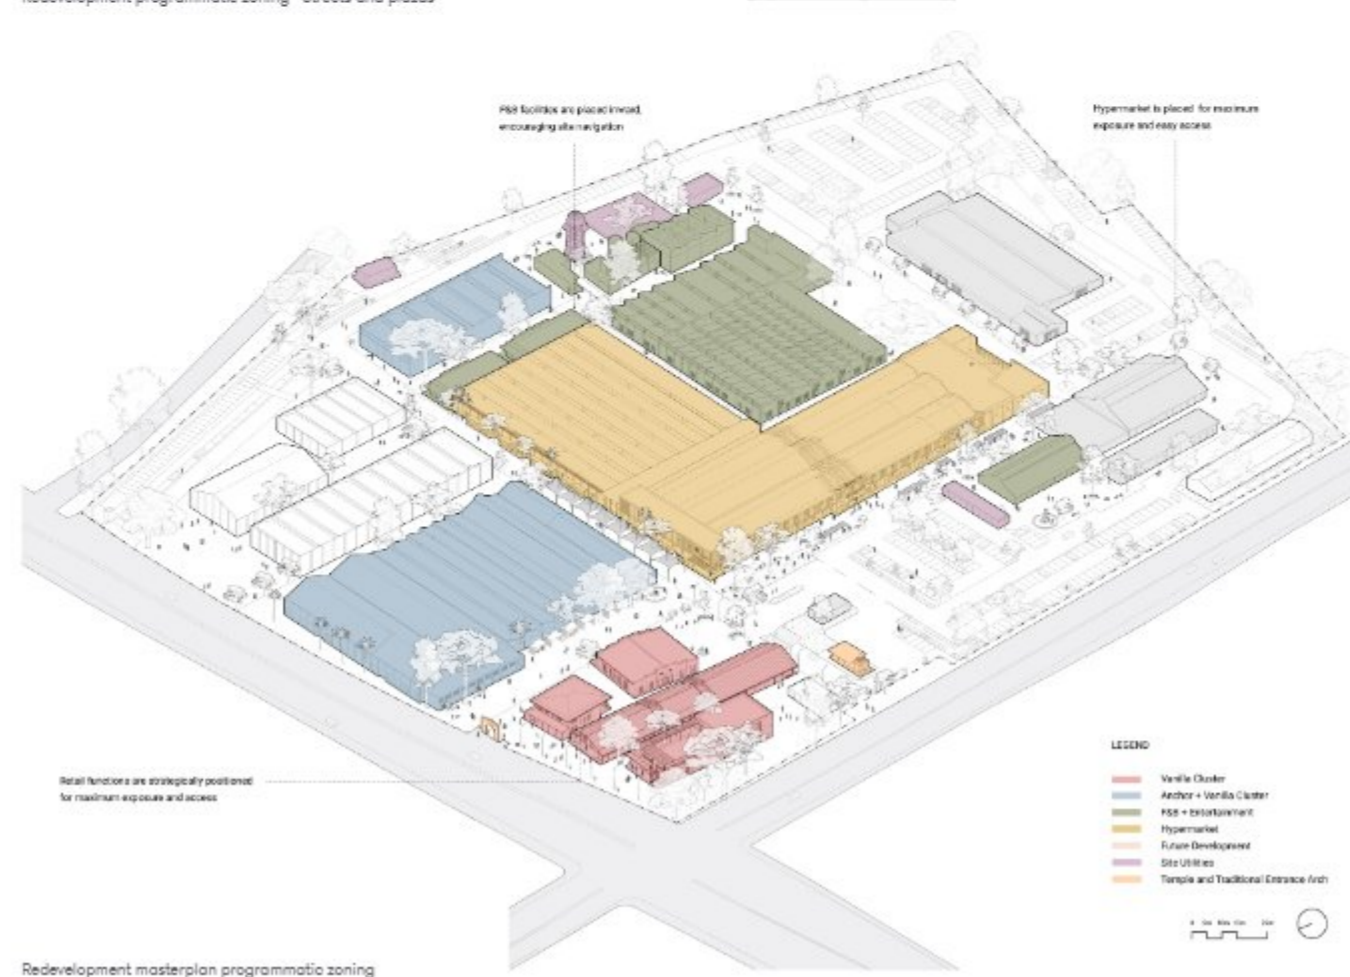 Redevelopment programmatic zoning - streets and plazas
F&B facilities are placed inward,
encouraging site navigation
Hypermarket is placed for maximum
exposure and easy access
Retail functions are strategically positioned
for maximum exposure and access
LEGEND
Vanilla Cluster
Anchor + Vanilla Cluster
F&B + Entertainment
Hypermarket
Future Development
Site Utilities
Temple and Traditional Entrance Arch
Redevelopment masterplan programmatic zoning